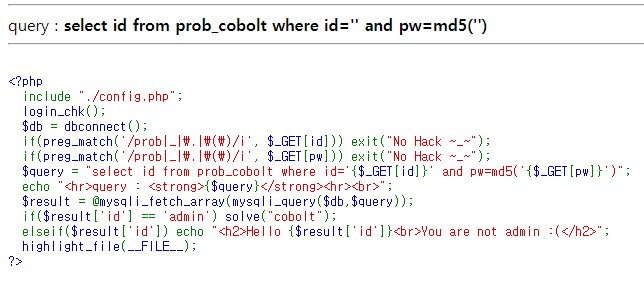 query : select id from prob_cobolt where id='' and pw=md5('')
<?php
  include "./config.php";
  login_chk();
  $db = dbconnect();
  if(preg_match('/prob|_|₩.|₩(₩)/i', $_GET[id])) exit("No Hack ~_~");
  if(preg_match('/prob|_|₩.|₩(₩)/i', $_GET[pw])) exit("No Hack ~_~");
  $query = "select id from prob_cobolt where id='{$_GET[id]}' and pw=md5('{$_GET[pw]}')";
  echo "<hr>query : <strong>{$query}</strong><hr><br>";
  $result = @mysqli_fetch_array(mysqli_query($db,$query));
  if($result['id'] == 'admin') solve("cobolt");
  elseif($result['id']) echo "<h2>Hello {$result['id']}<br>You are not admin :(</h2>";
  highlight_file(__FILE__);
?>